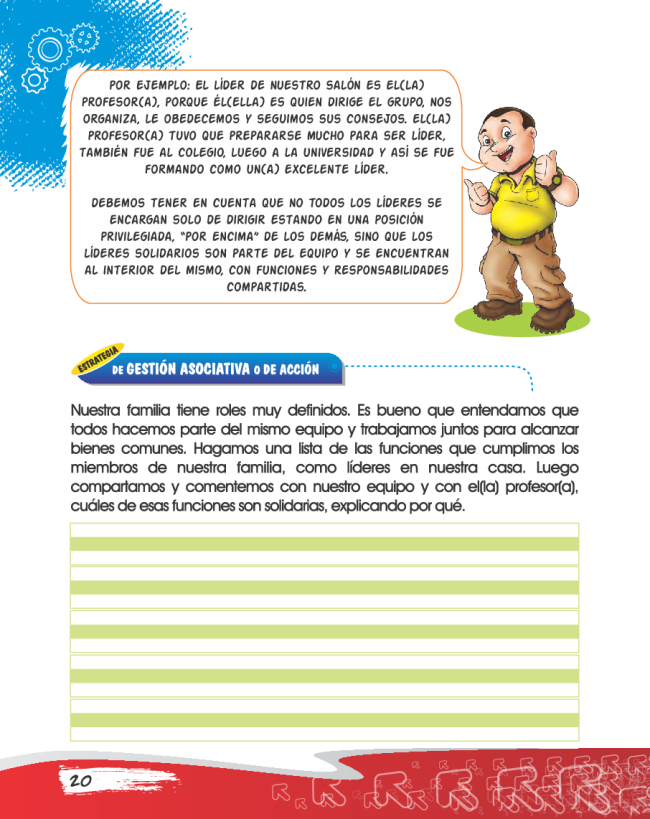 POR EJEMPLO: EL LÍDER DE NUESTRO SALÓN ES EL(LA)
PROFESOR(A), PORQUE ÉL(ELLA) ES QUIEN DIRIGE EL GRUPO, NOS
ORGANIZA, LE OBEDECEMOS Y SEGUIMOS SUS CONSEJOS. EL(LA)
PROFESOR(A) TUVO QUE PREPARARSE MUCHO PARA SER LÍDER,
TAMBIÉN FUE AL COLEGIO, LUEGO A LA UNIVERSIDAD Y ASÍ SE FUE
FORMANDO COMO UN(A) EXCELENTE LÍDER.
DEBEMOS TENER EN CUENTA QUE NO TODOS LOS LÍDERES SE
ENCARGAN SOLO DE DIRIGIR ESTANDO EN UNA POSICIÓN
PRIVILEGIADA, "POR ENCIMA" DE LOS DEMÁS, SINO QUE LOS
LÍDERES SOLIDARIOS SON PARTE DEL EQUIPO Y SE ENCUENTRAN
AL INTERIOR DEL MISMO, CON FUNCIONES Y RESPONSABILIDADES
COMPARTIDAS.
ESTRATEGIA
DE GESTIÓN ASOCIATIVA O DE ACCIÓN
Nuestra familia tiene roles muy definidos. Es bueno que entendamos que
todos hacemos parte del mismo equipo y trabajamos juntos para alcanzar
bienes comunes. Hagamos una lista de las funciones que cumplimos los
miembros de nuestra familia, como líderes en nuestra casa. Luego
compartamos y comentemos con nuestro equipo y con el(la) profesor(a),
cuáles de esas funciones son solidarias, explicando por qué.
20